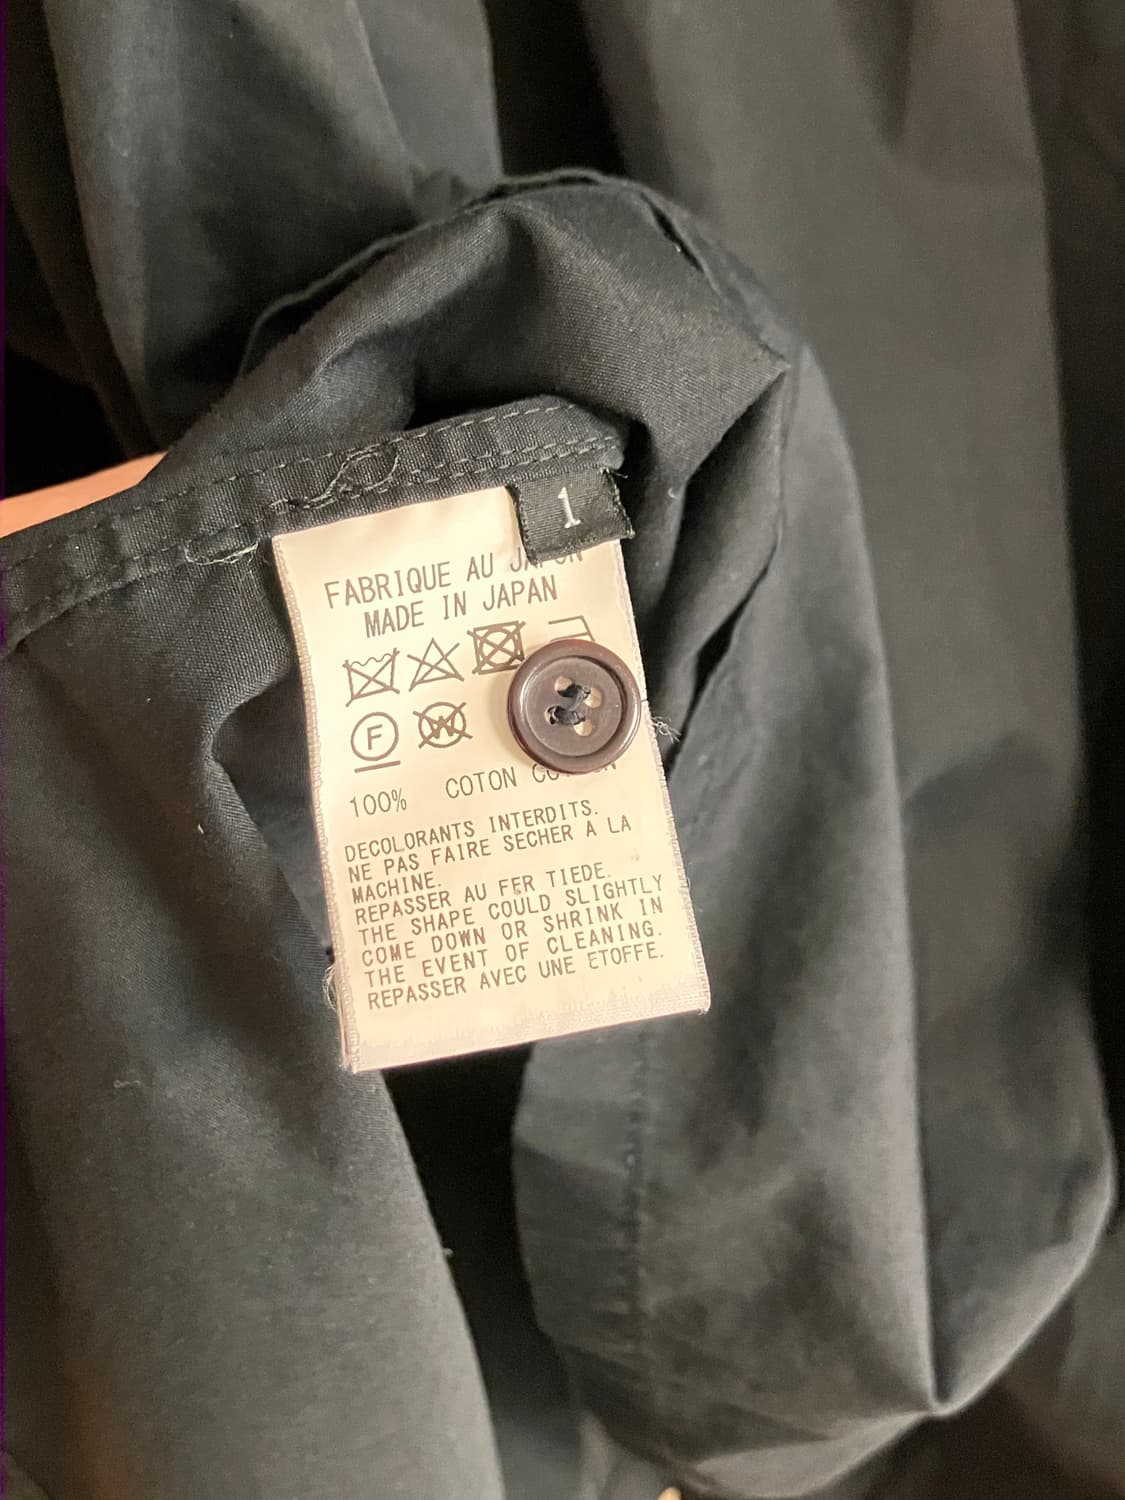 1
FABRIQUE AU JAPON
MADE IN JAPAN
F
W
100% COTON COTTON
DECOLORANTS INTERDITS.
NE PAS FAIRE SECHER A LA
MACHINE.
REPASSER AU FER TIEDE.
THE SHAPE COULD SLIGHTLY
COME DOWN OR SHRINK IN
THE EVENT OF CLEANING.
REPASSER AVEC UNE ETOFFE.